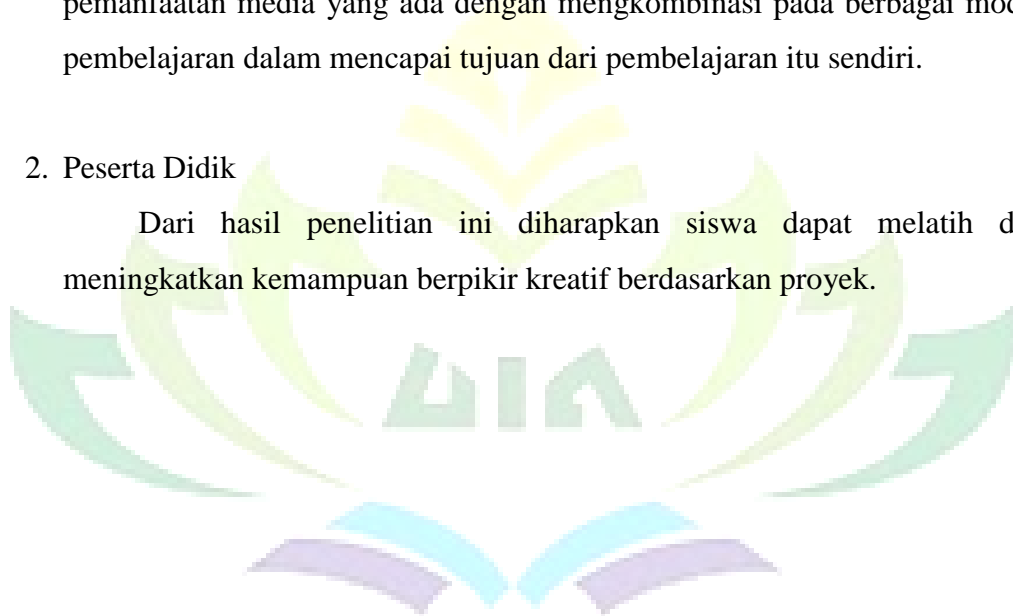 pemanfaatan media yang ada dengan mengkombinasi pada berbagai
pembelajaran dalam mencapai tujuan dari pembelajaran itu sendiri.
2. Peserta Didik
Dari hasil penelitian ini diharapkan siswa dapat melatih
meningkatkan kemampuan berpikir kreatif berdasarkan proyek.
UIN